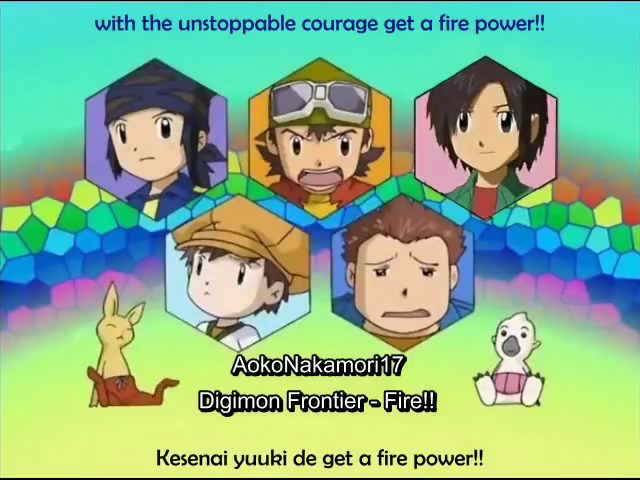 with the unstoppable courage get a fire power!!
AokoNakamori17
Digimon Frontier - Fire!!
Kesenai yuuki de get a fire power!!